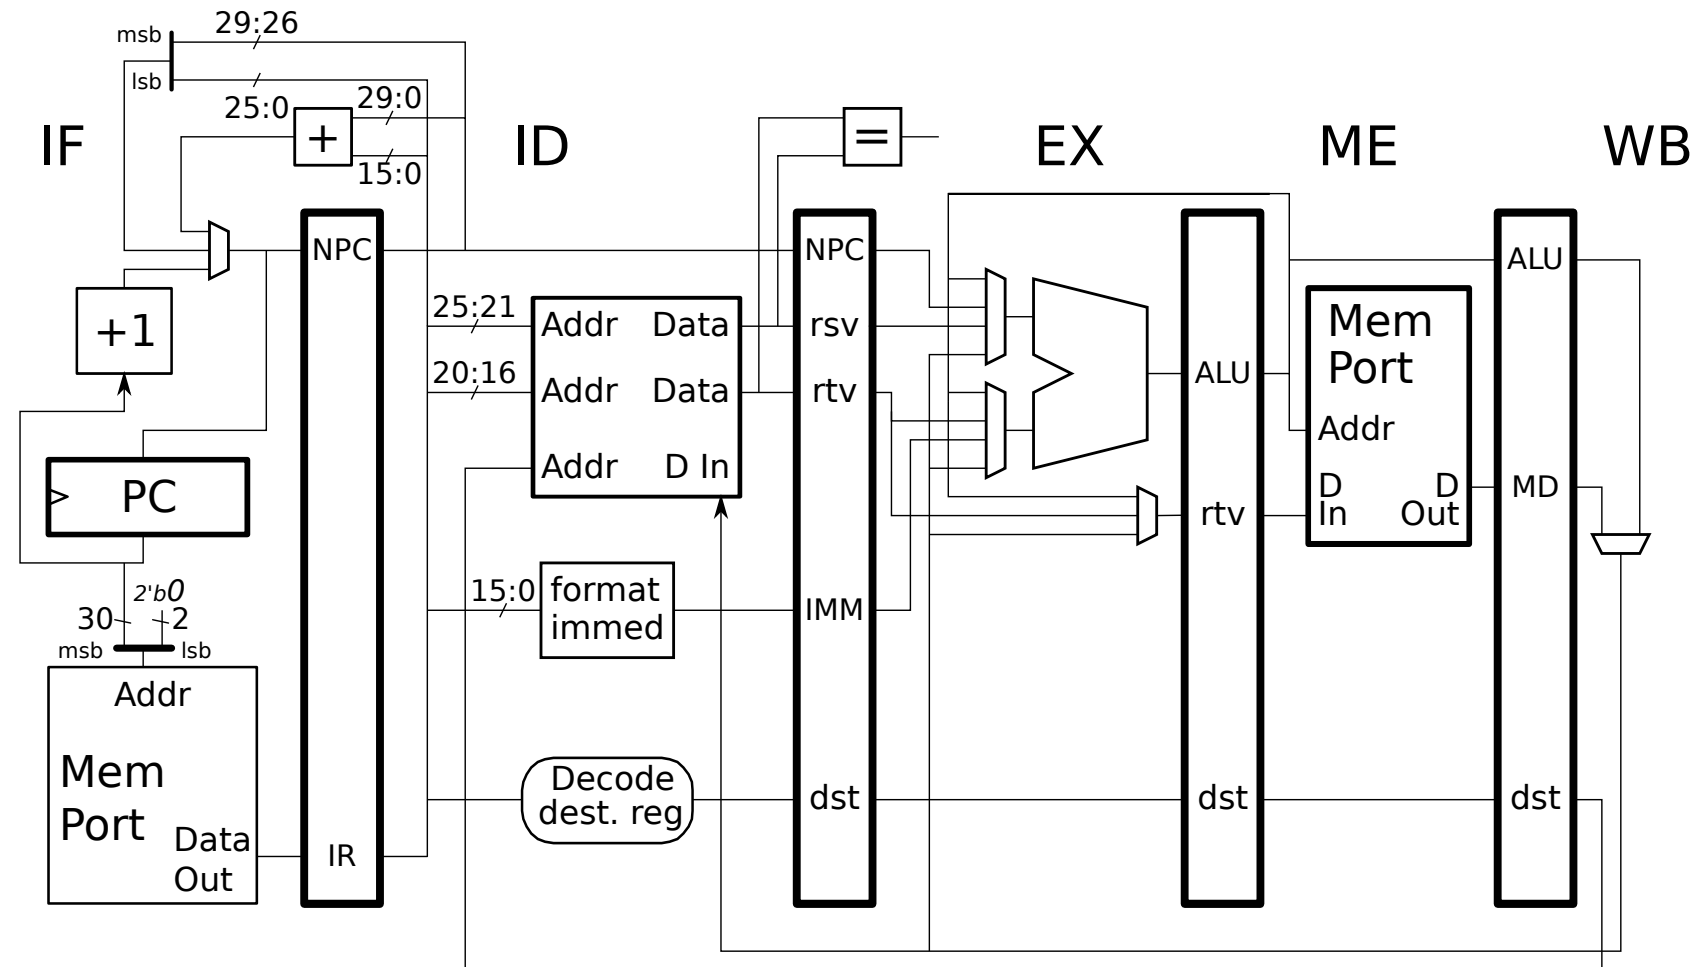 29:26
msb
lsb
25:0
29:0
15:0
+
=
IF
ID
EX
ME
WB
NPC
NPC
ALU
+1
25:21
Addr
Data
rsv
20:16
Addr
Data
rtv
Addr
D In
ALU
Mem
Port
Addr
D
In
D
Out
MD
rtv
PC
2'b0
30
2
msb
lsb
15:0
format
immed
IMM
Addr
Mem
Port
Data
Out
IR
Decode
dest. reg
dst
dst
dst